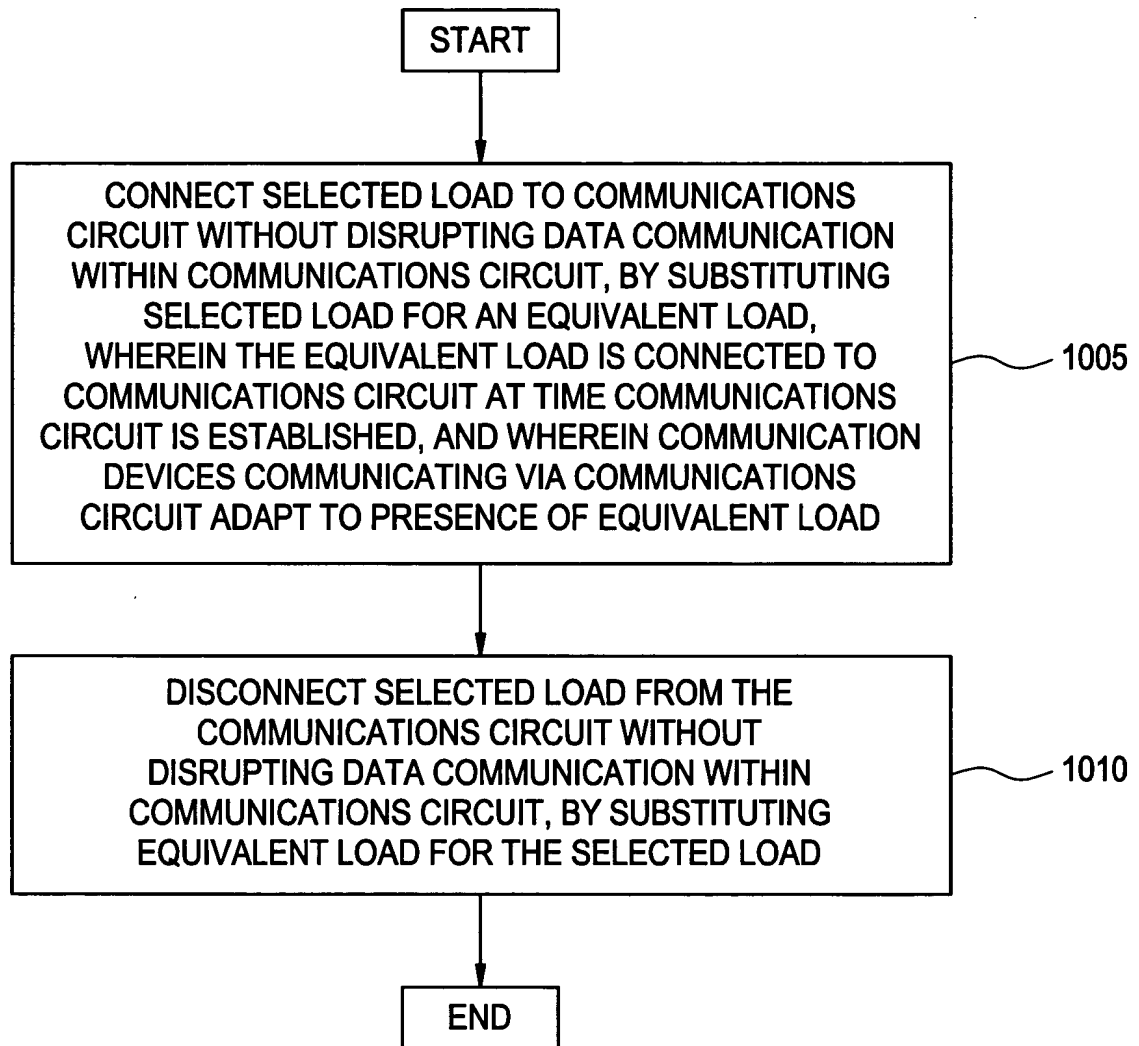 START
CONNECT SELECTED LOAD TO COMMUNICATIONS
CIRCUIT WITHOUT DISRUPTING DATA COMMUNICATION
WITHIN COMMUNICATIONS CIRCUIT, BY SUBSTITUTING
SELECTED LOAD FOR AN EQUIVALENT LOAD,
WHEREIN THE EQUIVALENT LOAD IS CONNECTED TO
COMMUNICATIONS CIRCUIT AT TIME COMMUNICATIONS
CIRCUIT IS ESTABLISHED, AND WHEREIN COMMUNICATION
DEVICES COMMUNICATING VIA COMMUNICATIONS
CIRCUIT ADAPT TO PRESENCE OF EQUIVALENT LOAD
1005
DISCONNECT SELECTED LOAD FROM THE
COMMUNICATIONS CIRCUIT WITHOUT
DISRUPTING DATA COMMUNICATION WITHIN
COMMUNICATIONS CIRCUIT, BY SUBSTITUTING
EQUIVALENT LOAD FOR THE SELECTED LOAD
1010
END